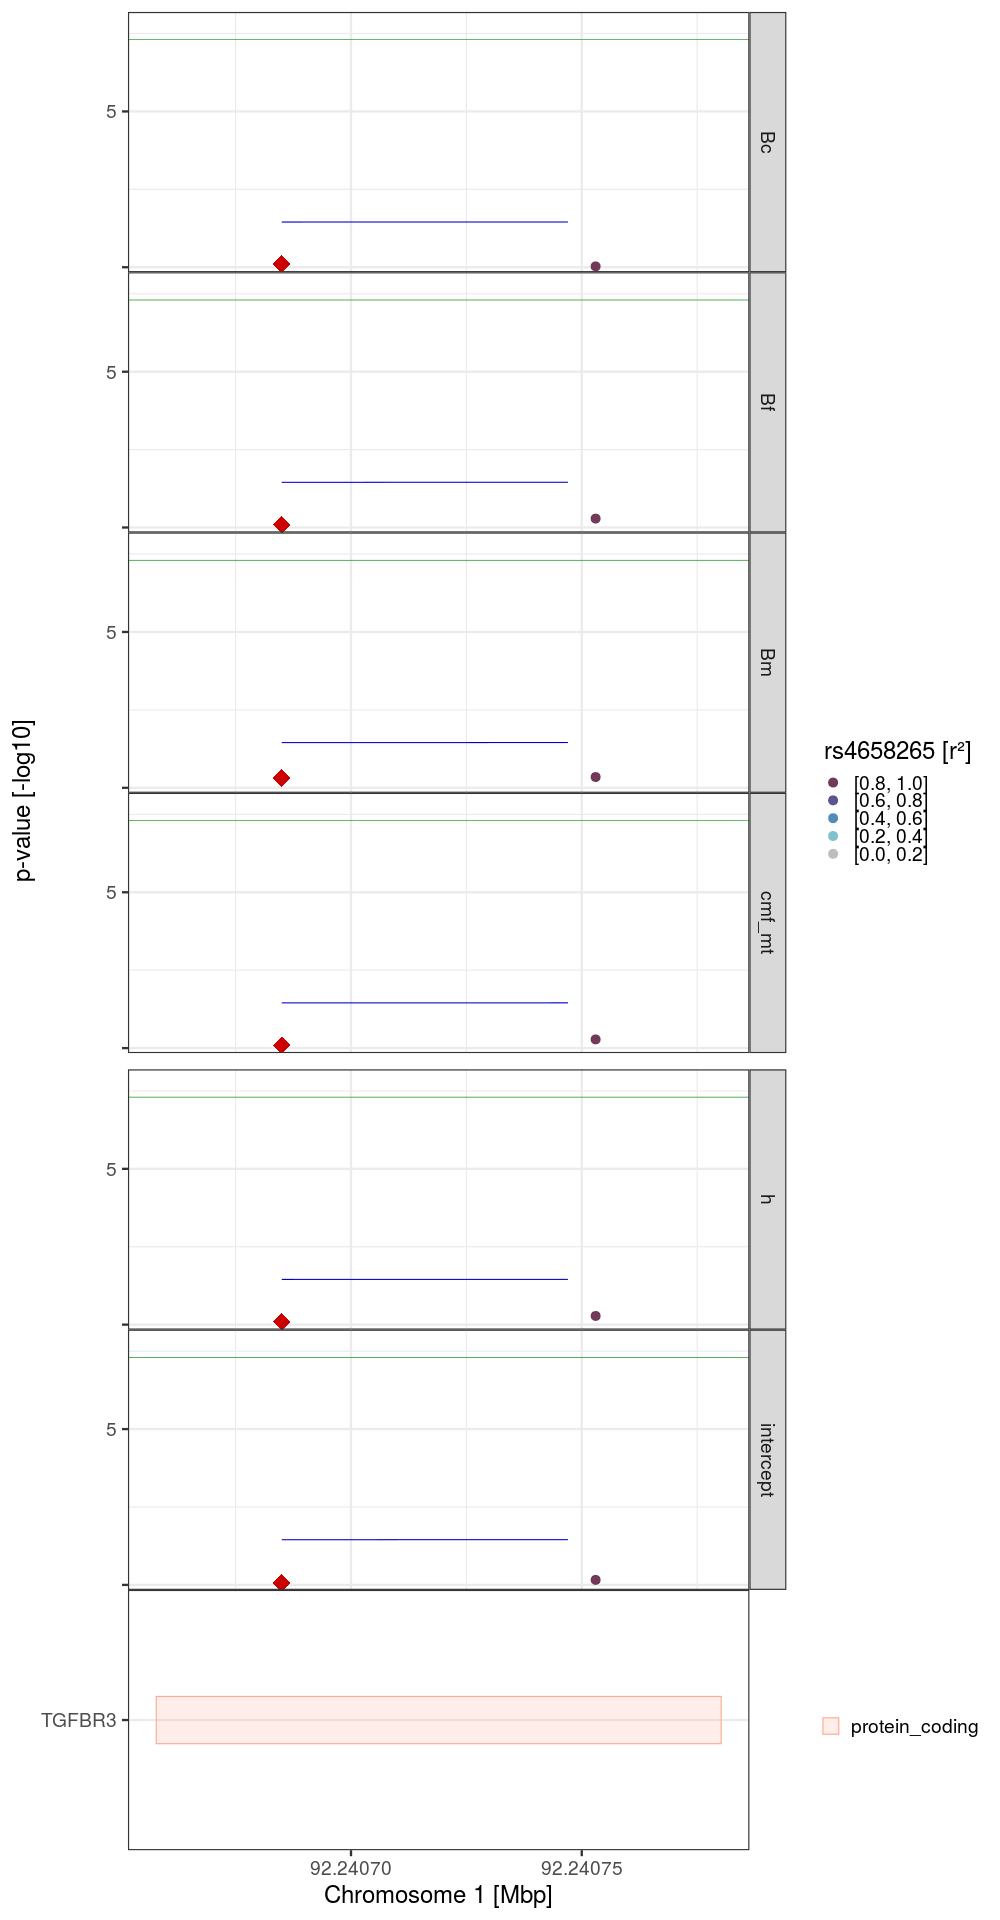 5
Bc
5
Bf
5
Bm
p-value [-log10]
rs4658265 [r²]
[0.8, 1.0]
[0.6, 0.8]
[0.4, 0.6]
[0.2, 0.4]
[0.0, 0.2]
5
cmf_mt
5
h
5
intercept
TGFBR3
protein_coding
92.24070
92.24075
Chromosome 1 [Mbp]